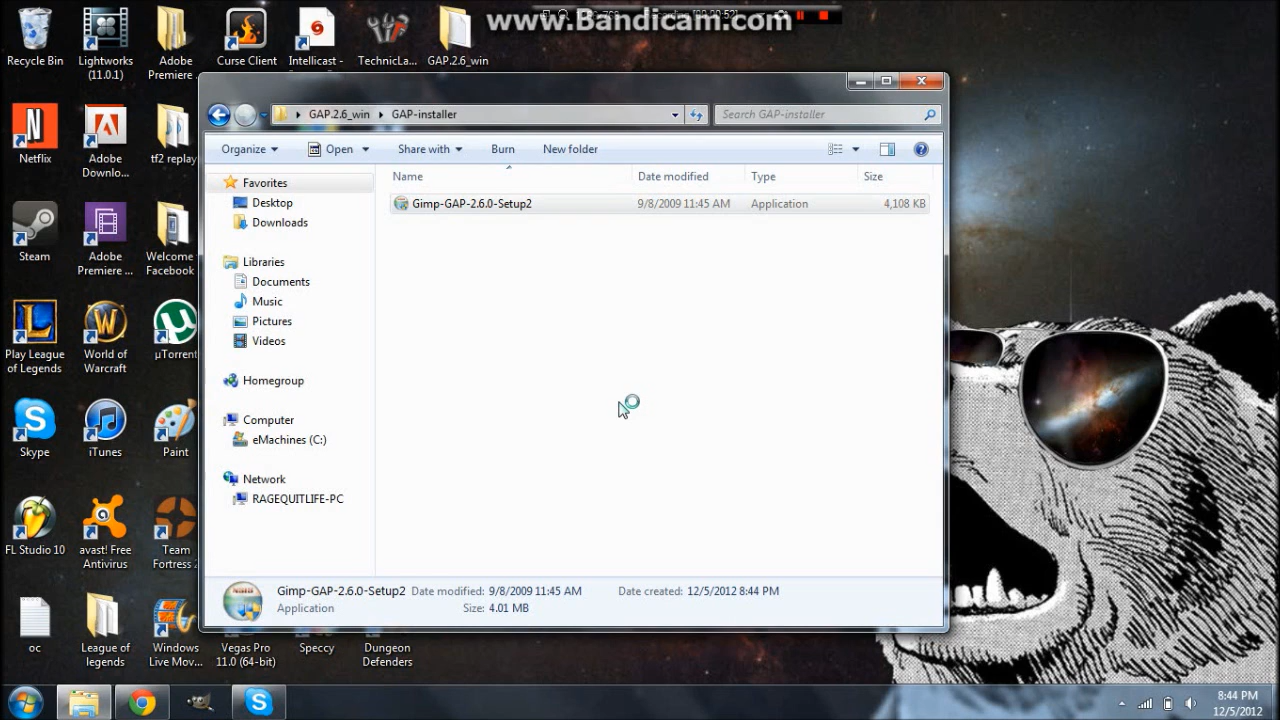 www.Bandicam.com
Recycle Bin
Lightworks
(11.0.1)
Adobe
Premiere
Curse Client
Intellicast -
TechnicLa...
GAP.2.6_win
GAP.2.6_win
GAP-installer
Search GAP-installer
Organize
Open
Share with
Burn
New folder
Name
Date modified
Type
Size
Gimp-GAP-2.6.0-Setup2
9/8/2009 11:45 AM
Application
4,108 KB
Favorites
Desktop
Downloads
Libraries
Documents
Music
Pictures
Videos
Homegroup
Computer
eMachines (C:)
Network
RAGEQUITLIFE-PC
Gimp-GAP-2.6.0-Setup2
Date modified: 9/8/2009 11:45 AM
Date created: 12/5/2012 8:44 PM
Application
Size: 4.01 MB
Netflix
Adobe
Downlo...
tf2 replay
Steam
Adobe
Premiere ...
Welcome
Facebook
Play League
of Legends
World of
Warcraft
µTorrent
Skype
iTunes
Paint
FL Studio 10
avast! Free
Antivirus
Team
Fortress 2
oc
League of
legends
Windows
Live Mov...
Vegas Pro
11.0 (64-bit)
Speccy
Dungeon
Defenders
8:44 PM
12/5/2012